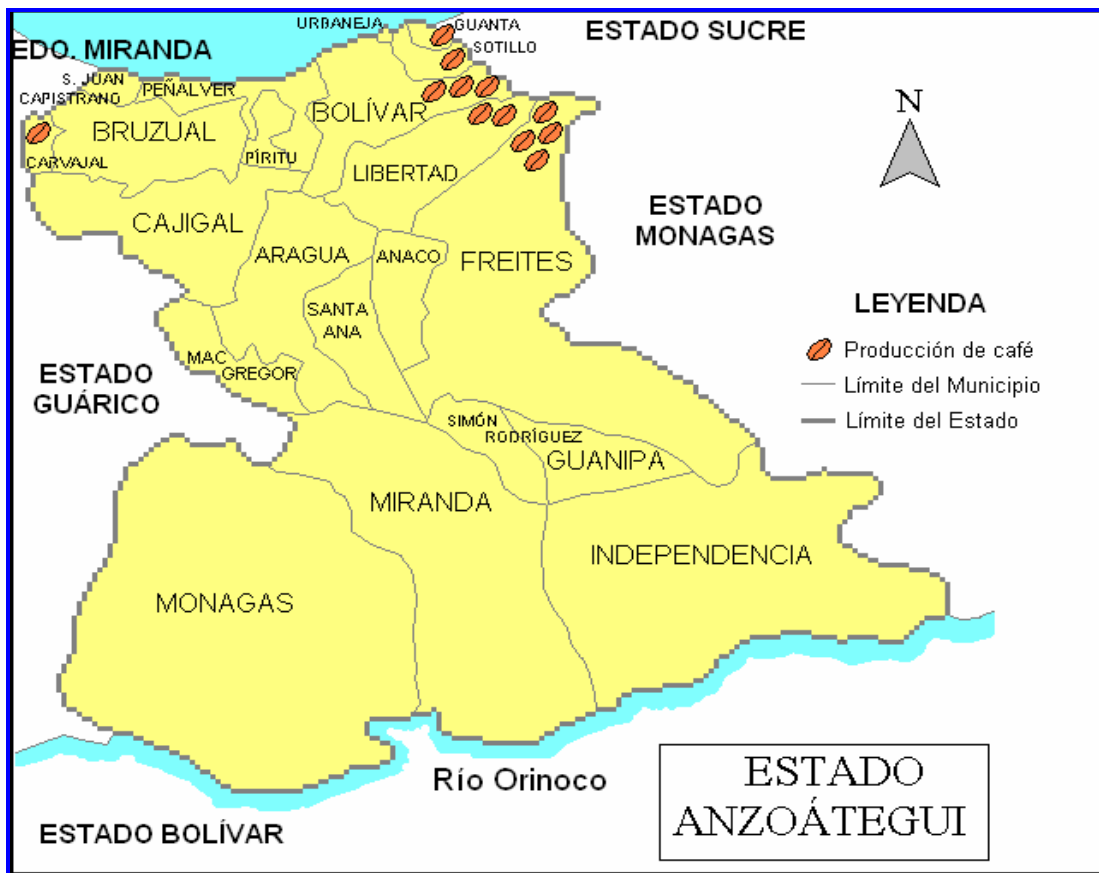 URBANEJA
GUANTA
SOTILLO
ESTADO SUCRE
EDO. MIRANDA
S. JUAN
CAPISTRANO
PEÑALVER
BOLÍVAR
BRUZUAL
PÍRITU
CARVAJAL
LIBERTAD
N
CAJIGAL
ARAGUA
ANACO
FREITES
ESTADO
MONAGAS
SANTA
ANA
LEYENDA
Producción de café
Límite del Municipio
Límite del Estado
MAC
GREGOR
ESTADO
GUÁRICO
SIMÓN
RODRÍGUEZ
GUANIPA
MIRANDA
INDEPENDENCIA
MONAGAS
Río Orinoco
ESTADO
ANZOÁTEGUI
ESTADO BOLÍVAR